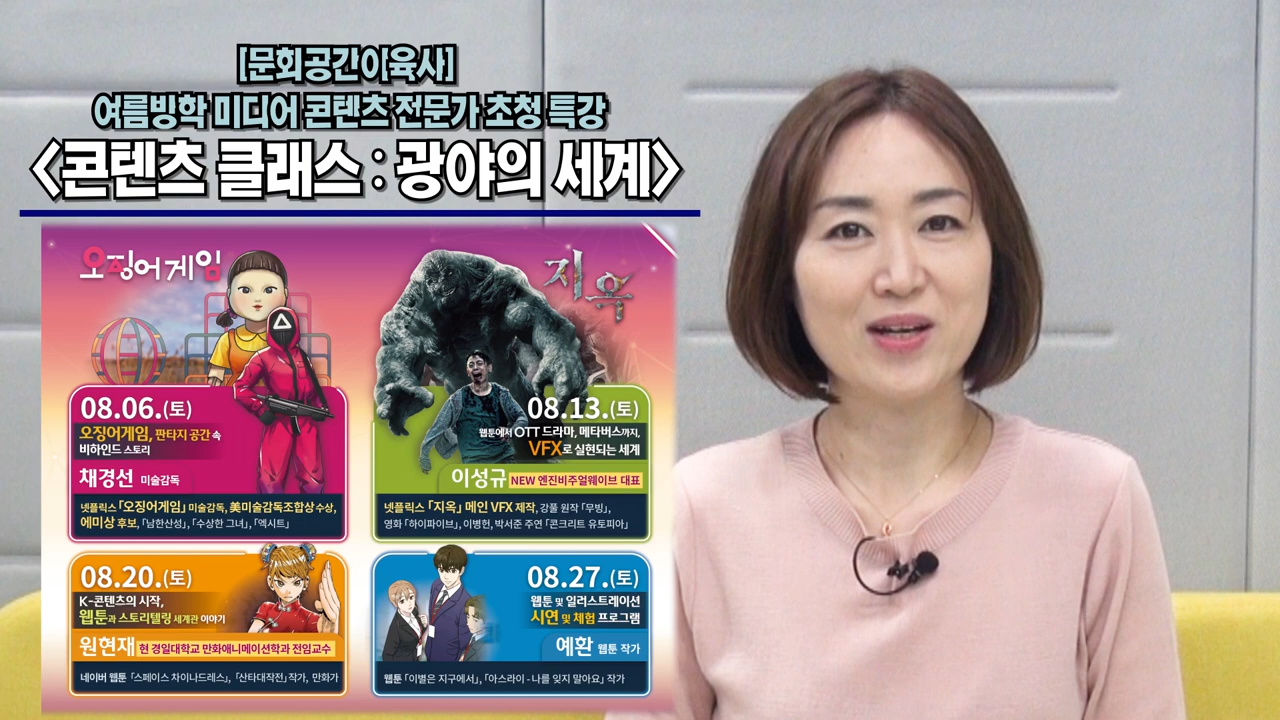 [문화공간이육사]
여름방학 미디어 콘텐츠 전문가 초청 특강
<콘텐츠 클래스 : 광야의 세계>
오징어게임
지옥
08.06.(토)
오징어게임, 판타지 공간 속
비하인드 스토리
채경선 미술감독
넷플릭스 「오징어게임」 미술감독, 美미술감독조합상 수상,
에미상 후보, 「남한산성」, 「수상한 그녀」, 「엑시트」
08.13.(토)
웹툰에서 OTT 드라마, 메타버스까지,
VFX로 실현되는 세계
이성규 NEW 엔진비주얼웨이브 대표
넷플릭스 「지옥」 메인 VFX 제작, 강풀 원작 「무빙」,
영화 「하이파이브」, 이병헌, 박서준 주연 「콘크리트 유토피아」
08.20.(토)
K-콘텐츠의 시작,
웹툰과 스토리텔링 세계관 이야기
원현재 현 경일대학교 만화애니메이션학과 전임교수
네이버 웹툰 「스페이스 차이나드레스」, 「산타대작전」 작가, 만화가
08.27.(토)
웹툰 및 일러스트레이션
시연 및 체험 프로그램
예환 웹툰 작가
웹툰 「이별은 지구에서」, 「아스라이 - 나를 잊지 말아요」 작가